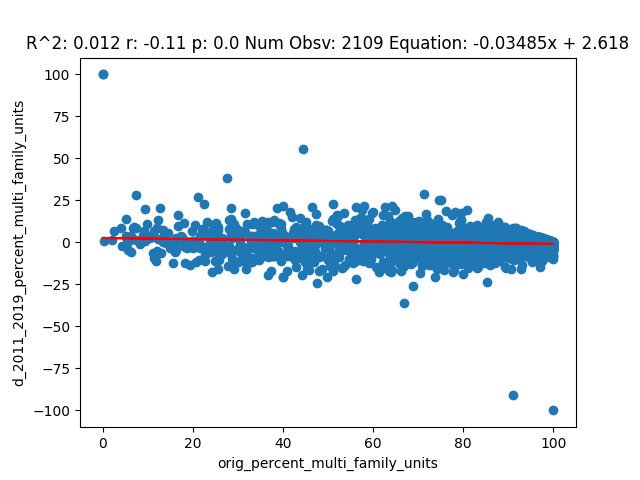 R^2: 0.012 r: -0.11 p: 0.0 Num Obsv: 2109 Equation: -0.03485x + 2.618
100
75
50
25
0
−25
−50
−75
−100
d_2011_2019_percent_multi_family_units
0 20 40 60 80 100
orig_percent_multi_family_units